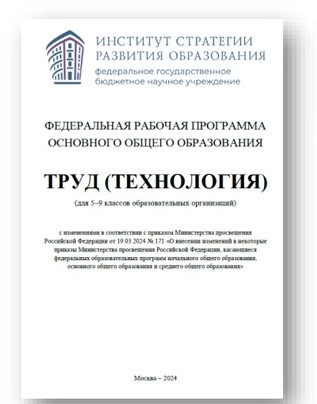 ИНСТИТУТ СТРАТЕГИИ
РАЗВИТИЯ ОБРАЗОВАНИЯ
федеральное государственное
бюджетное научное учреждение
ФЕДЕРАЛЬНАЯ РАБОЧАЯ ПРОГРАММА
ОСНОВНОГО ОБЩЕГО ОБРАЗОВАНИЯ
ТРУД (ТЕХНОЛОГИЯ)
(для 5–9 классов образовательных организаций)
с изменениями в соответствии с приказом Министерства просвещения
Российской Федерации от 19.03.2024 № 171 «О внесении изменений в некоторые
приказы Министерства просвещения Российской Федерации, касающиеся
федеральных образовательных программ начального общего образования,
основного общего образования и среднего общего образования»
Москва – 2024